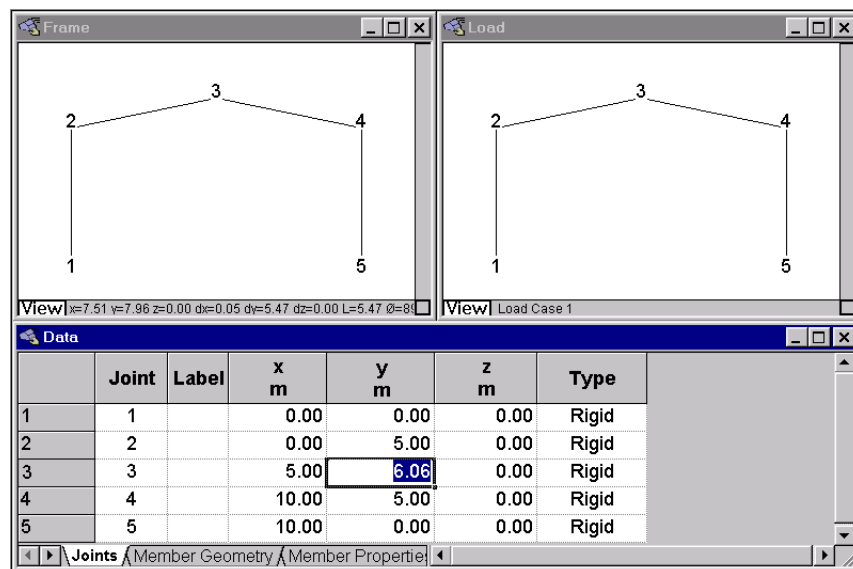 Frame
3
2 4
1 5
View x=7.51 y=7.96 z=0.00 dx=0.05 dy=5.47 dz=0.00 L=5.47 Ø=89
Load
3
2 4
1 5
View Load Case 1
Data
Joint Label x m y m z m Type
1 1 0.00 0.00 0.00 Rigid
2 2 0.00 5.00 0.00 Rigid
3 3 5.00 6.06 0.00 Rigid
4 4 10.00 5.00 0.00 Rigid
5 5 10.00 0.00 0.00 Rigid
Joints Member Geometry Member Propertie